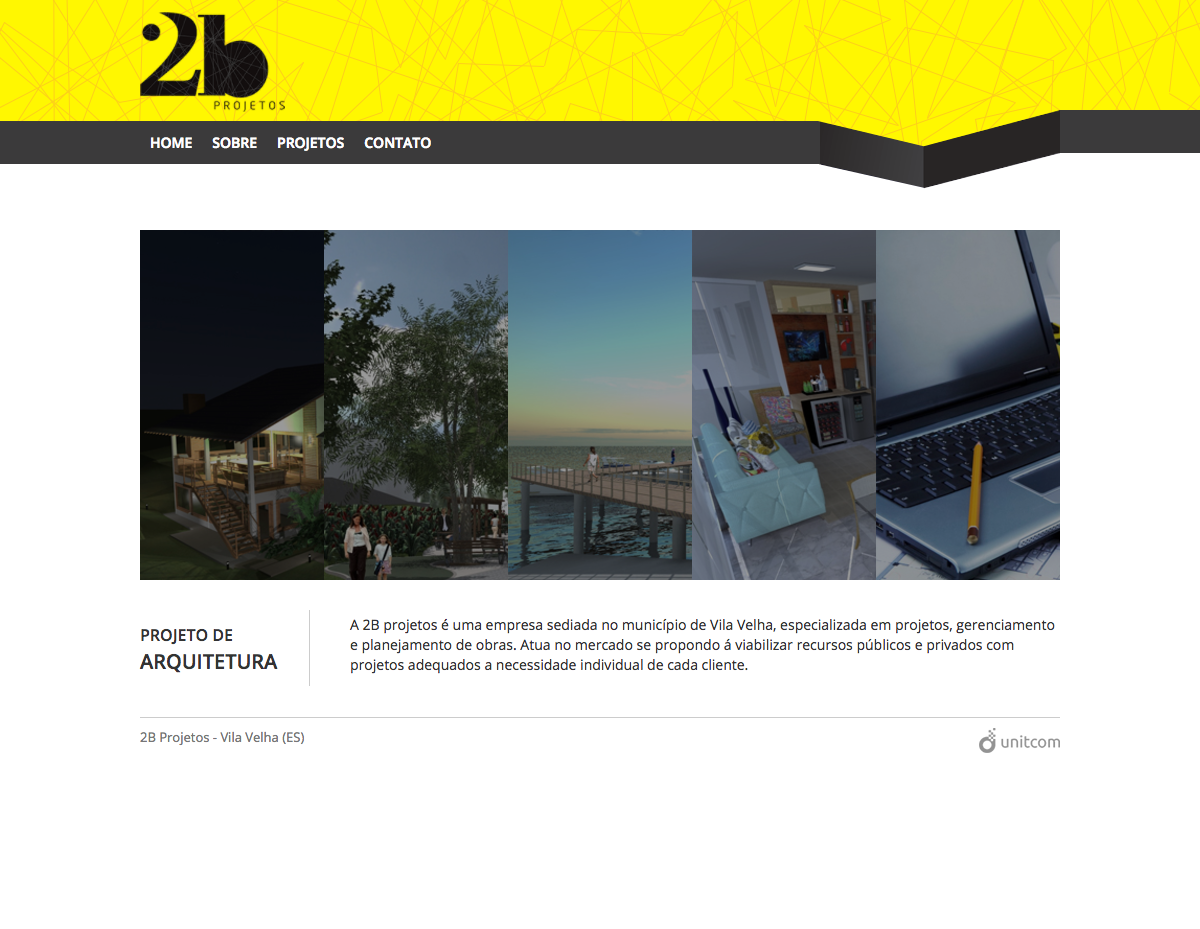 2b
PROJETOS
HOME SOBRE PROJETOS CONTATO
PROJETO DE
ARQUITETURA
A 2B projetos é uma empresa sediada no município de Vila Velha, especializada em projetos, gerenciamento
e planejamento de obras. Atua no mercado se propondo á viabilizar recursos públicos e privados com
projetos adequados a necessidade individual de cada cliente.
2B Projetos - Vila Velha (ES)
unitcom